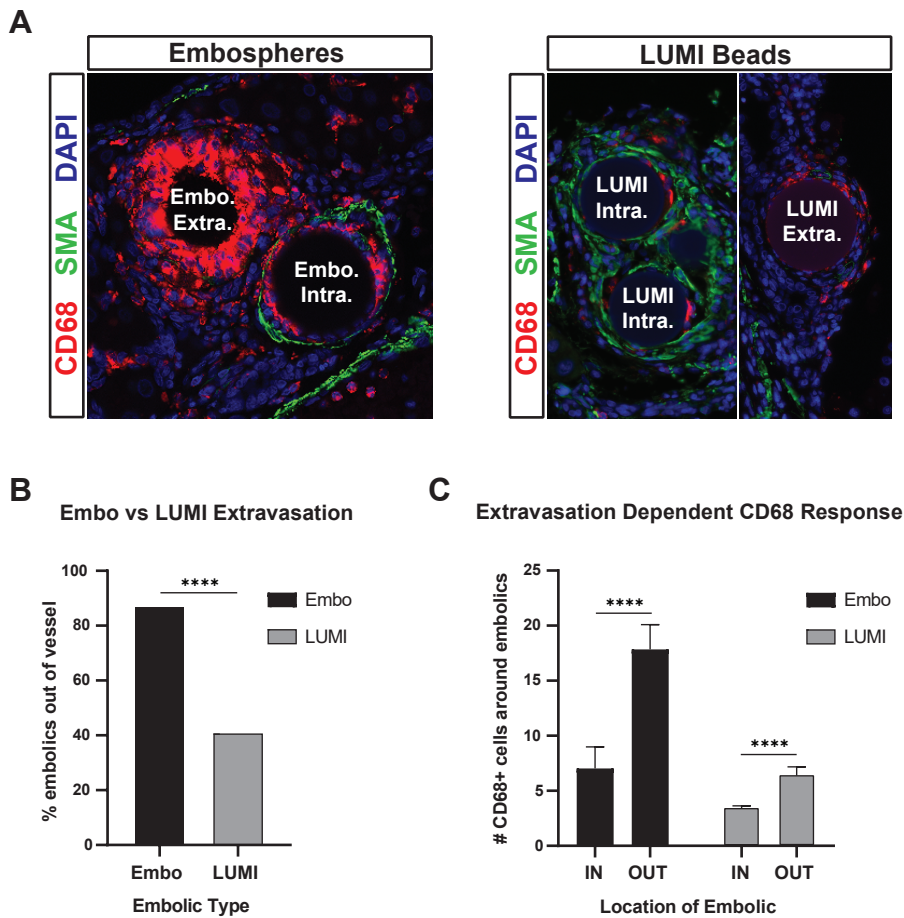 A
Embospheres
LUMI Beads
CD68 SMA DAPI
Embo.
Extra.
Embo.
Intra.
CD68 SMA DAPI
LUMI
Intra.
LUMI
Intra.
LUMI
Extra.
B
Embo vs LUMI Extravasation
% embolics out of vessel
100
80
60
40
20
0
****
Embo
LUMI
Embo LUMI
Embolic Type
C
Extravasation Dependent CD68 Response
# CD68+ cells around embolics
25
20
15
10
5
0
****
****
Embo
LUMI
IN OUT IN OUT
Location of Embolic